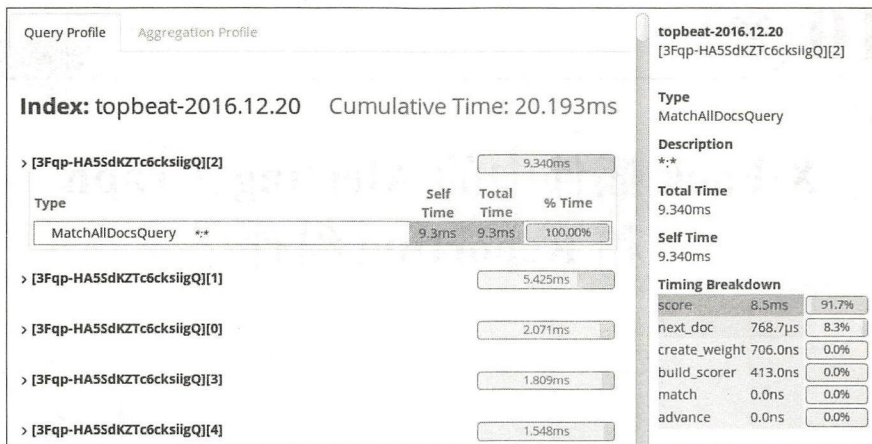 Query Profile
Aggregation Profile
Index: topbeat-2016.12.20 Cumulative Time: 20.193ms
> [3Fqp-HA5SdKZTc6cksiigQ][2] 9.340ms
Type Self Time Total Time % Time
MatchAllDocsQuery *:* 9.3ms 9.3ms 100.00%
> [3Fqp-HA5SdKZTc6cksiigQ][1] 5.425ms
> [3Fqp-HA5SdKZTc6cksiigQ][0] 2.071ms
> [3Fqp-HA5SdKZTc6cksiigQ][3] 1.809ms
> [3Fqp-HA5SdKZTc6cksiigQ][4] 1.548ms
topbeat-2016.12.20
[3Fqp-HA5SdKZTc6cksiigQ][2]
Type
MatchAllDocsQuery
Description
*:*
Total Time
9.340ms
Self Time
9.340ms
Timing Breakdown
score 8.5ms 91.7%
next_doc 768.7µs 8.3%
create_weight 706.0ns 0.0%
build_scorer 413.0ns 0.0%
match 0.0ns 0.0%
advance 0.0ns 0.0%